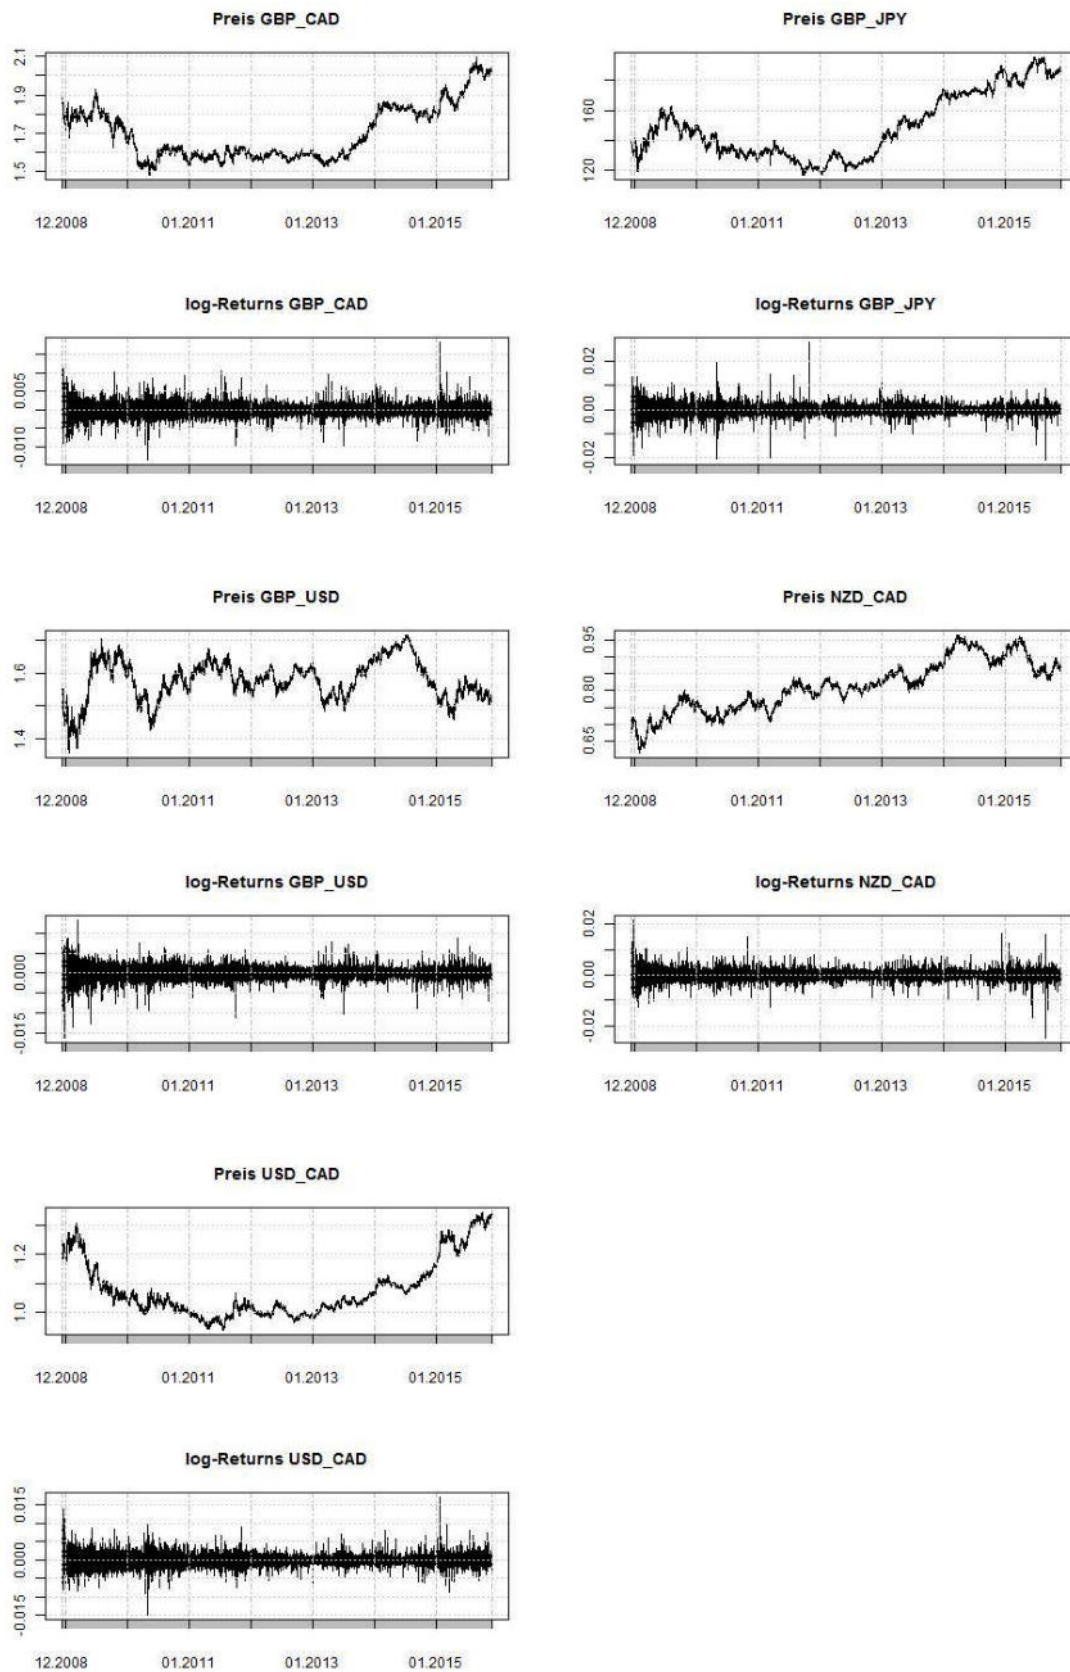 Preis GBP_CAD
2.1
1.9
1.7
1.5
12.2008 01.2011 01.2013 01.2015
Preis GBP_JPY
160
120
12.2008 01.2011 01.2013 01.2015
log-Returns GBP_CAD
0.005
-0.010
12.2008 01.2011 01.2013 01.2015
log-Returns GBP_JPY
0.02
0.00
-0.02
12.2008 01.2011 01.2013 01.2015
Preis GBP_USD
1.6
1.4
12.2008 01.2011 01.2013 01.2015
Preis NZD_CAD
0.95
0.80
0.65
12.2008 01.2011 01.2013 01.2015
log-Returns GBP_USD
0.000
-0.015
12.2008 01.2011 01.2013 01.2015
log-Returns NZD_CAD
0.02
0.00
-0.02
12.2008 01.2011 01.2013 01.2015
Preis USD_CAD
1.2
1.0
12.2008 01.2011 01.2013 01.2015
log-Returns USD_CAD
0.015
0.000
-0.015
12.2008 01.2011 01.2013 01.2015